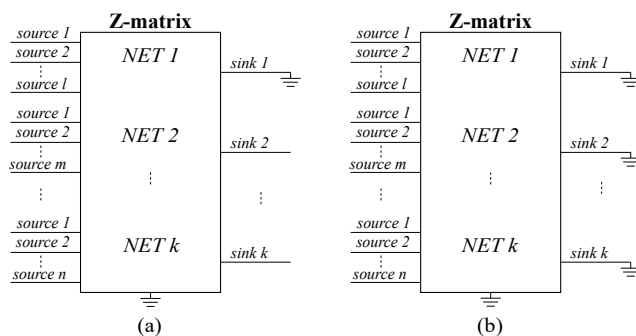 Z-matrix
source 1
source 2
source l
NET 1
sink 1
source 1
source 2
source m
NET 2
sink 2
source 1
source 2
source n
NET k
sink k
(a)
Z-matrix
source 1
source 2
source l
NET 1
sink 1
source 1
source 2
source m
NET 2
sink 2
source 1
source 2
source n
NET k
sink k
(b)